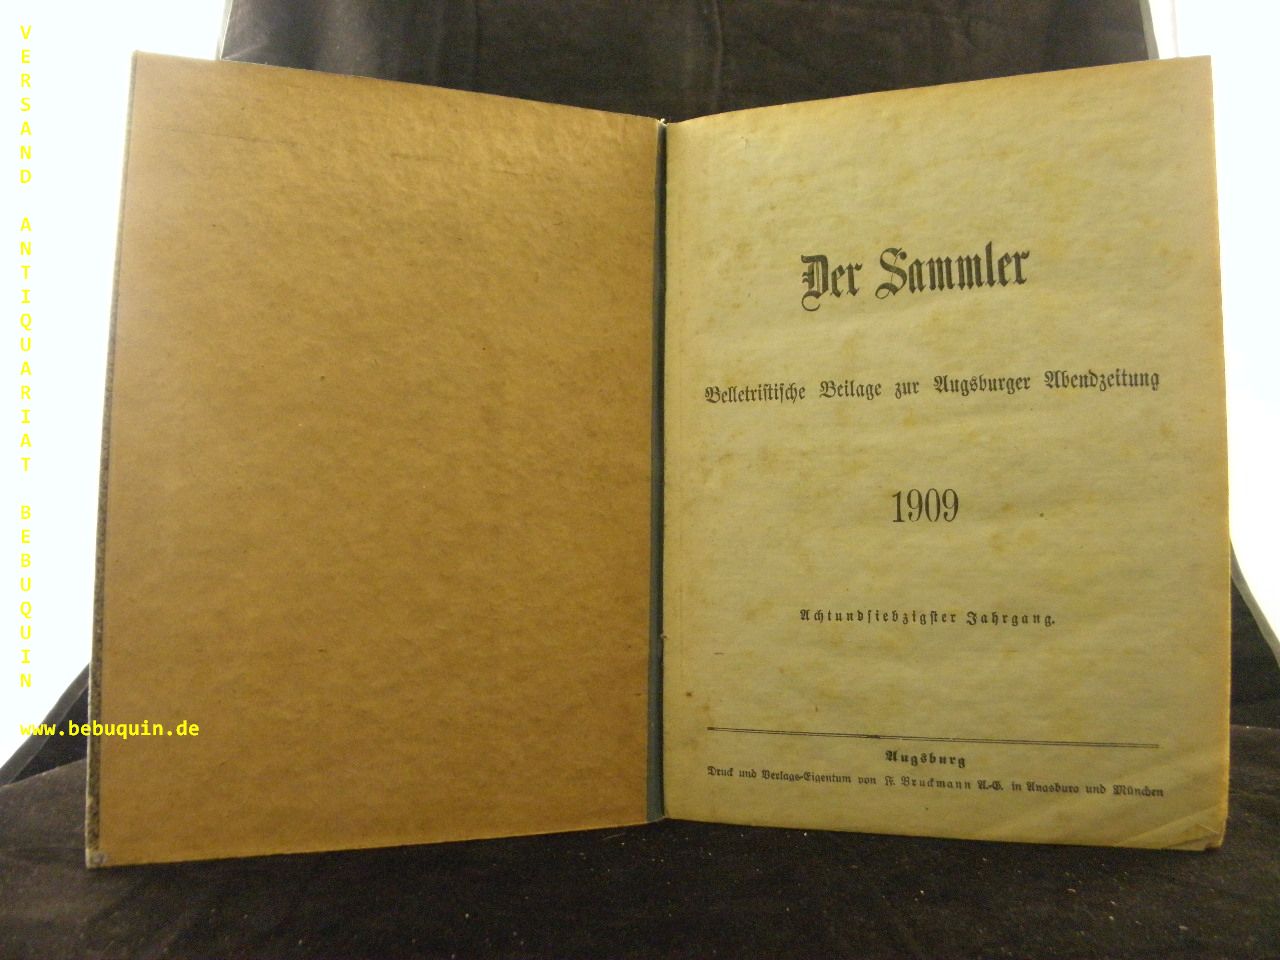 VERSAND ANTIQUARIAT BEBUQUIN
www.bebuquin.de
Der Sammler
Belletristische Beilage zur Augsburger Abendzeitung
1909
Achtundsiebzigster Jahrgang.
Augsburg
Druck und Verlags-Eigentum von F. Bruckmann A.-G. in Augsburg und München